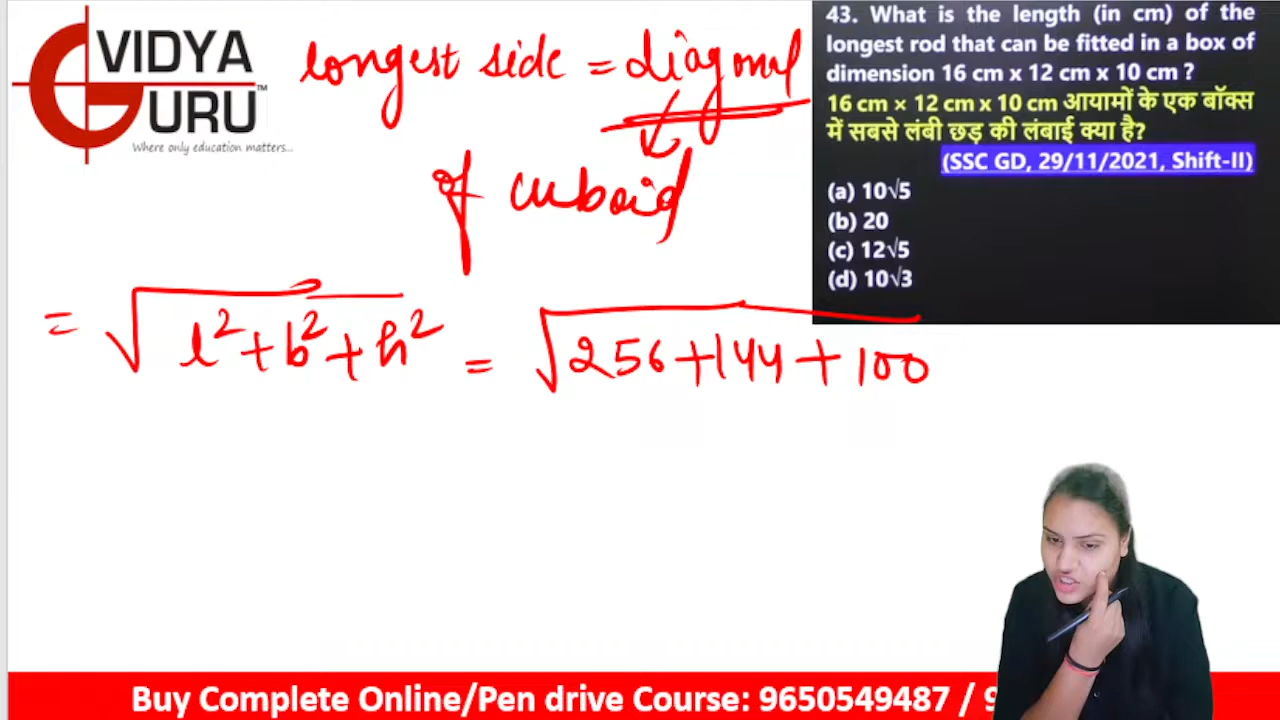 VIDYA
GURU™
Where only education matters...
longest side = diagonal
of cuboid
= √l²+b²+h² = √256+144+100
43. What is the length (in cm) of the
longest rod that can be fitted in a box of
dimension 16 cm x 12 cm x 10 cm ?
16 cm × 12 cm x 10 cm आयामों के एक बॉक्स
में सबसे लंबी छड़ की लंबाई क्या है?
(SSC GD, 29/11/2021, Shift-II)
(a) 10√5
(b) 20
(c) 12√5
(d) 10√3
Buy Complete Online/Pen drive Course: 9650549487 / 9